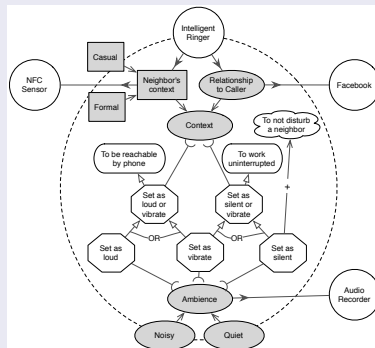 Intelligent
Ringer
Casual
NFC
Sensor
Neighbor's
context
Relationship
to Caller
Facebook
Formal
Context
To not disturb
a neighbor
To be reachable
by phone
To work
uninterrupted
Set as
loud or
vibrate
Set as
silent or
vibrate
+
OR
OR
Set as
loud
Set as
vibrate
Set as
silent
Ambience
Audio
Recorder
Noisy
Quiet